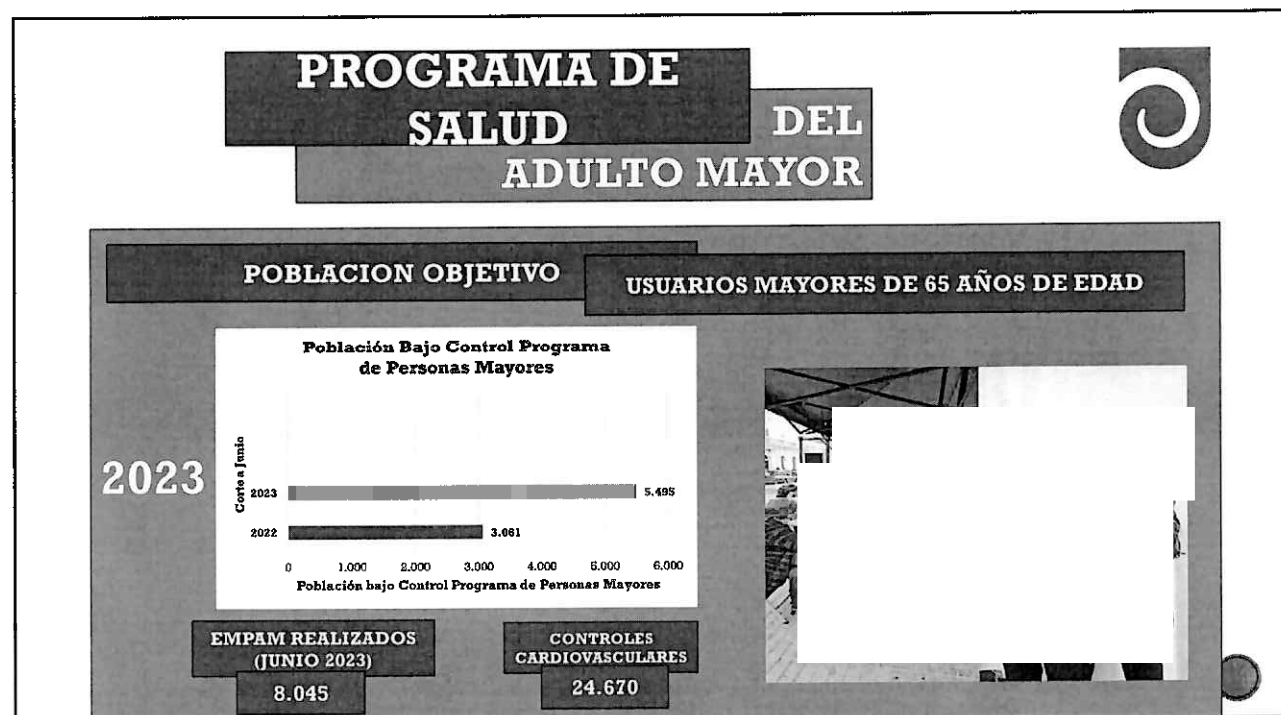 PROGRAMA DE
SALUD
DEL
ADULTO MAYOR
POBLACION OBJETIVO
USUARIOS MAYORES DE 65 AÑOS DE EDAD
2023
Población Bajo Control Programa
de Personas Mayores
Corte a Junio
2023
5.495
2022
3.061
0 1.000 2.000 3.000 4.000 5.000 6.000
Población bajo Control Programa de Personas Mayores
EMPAM REALIZADOS
(JUNIO 2023)
8.045
CONTROLES
CARDIOVASCULARES
24.670